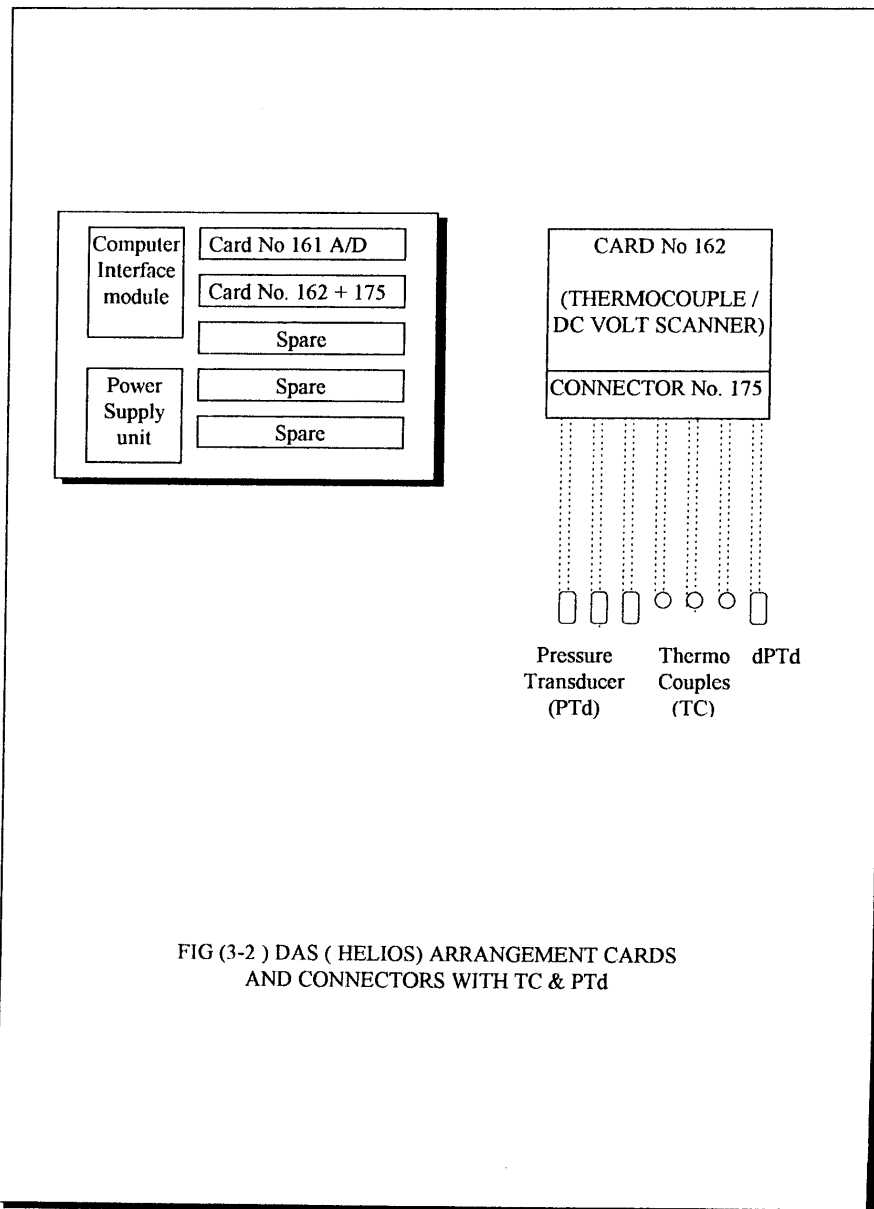 Computer
Interface
module
Card No 161 A/D
Card No. 162 + 175
Spare
Power
Supply
unit
Spare
Spare
CARD No 162
(THERMOCOUPLE /
DC VOLT SCANNER)
CONNECTOR No. 175
Pressure
Transducer
(PTd)
Thermo
Couples
(TC)
dPTd
FIG (3-2 ) DAS ( HELIOS) ARRANGEMENT CARDS
AND CONNECTORS WITH TC & PTd